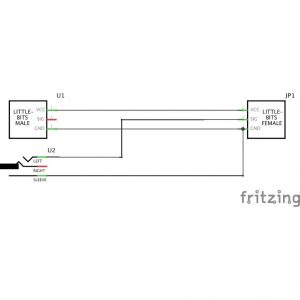 U1
JP1
LITTLE-
BITS
MALE
VCC
SIG
GND
VCC
SIG
GND
LITTLE-
BITS
FEMALE
U2
LEFT
RIGHT
SLEEVE
fritzing